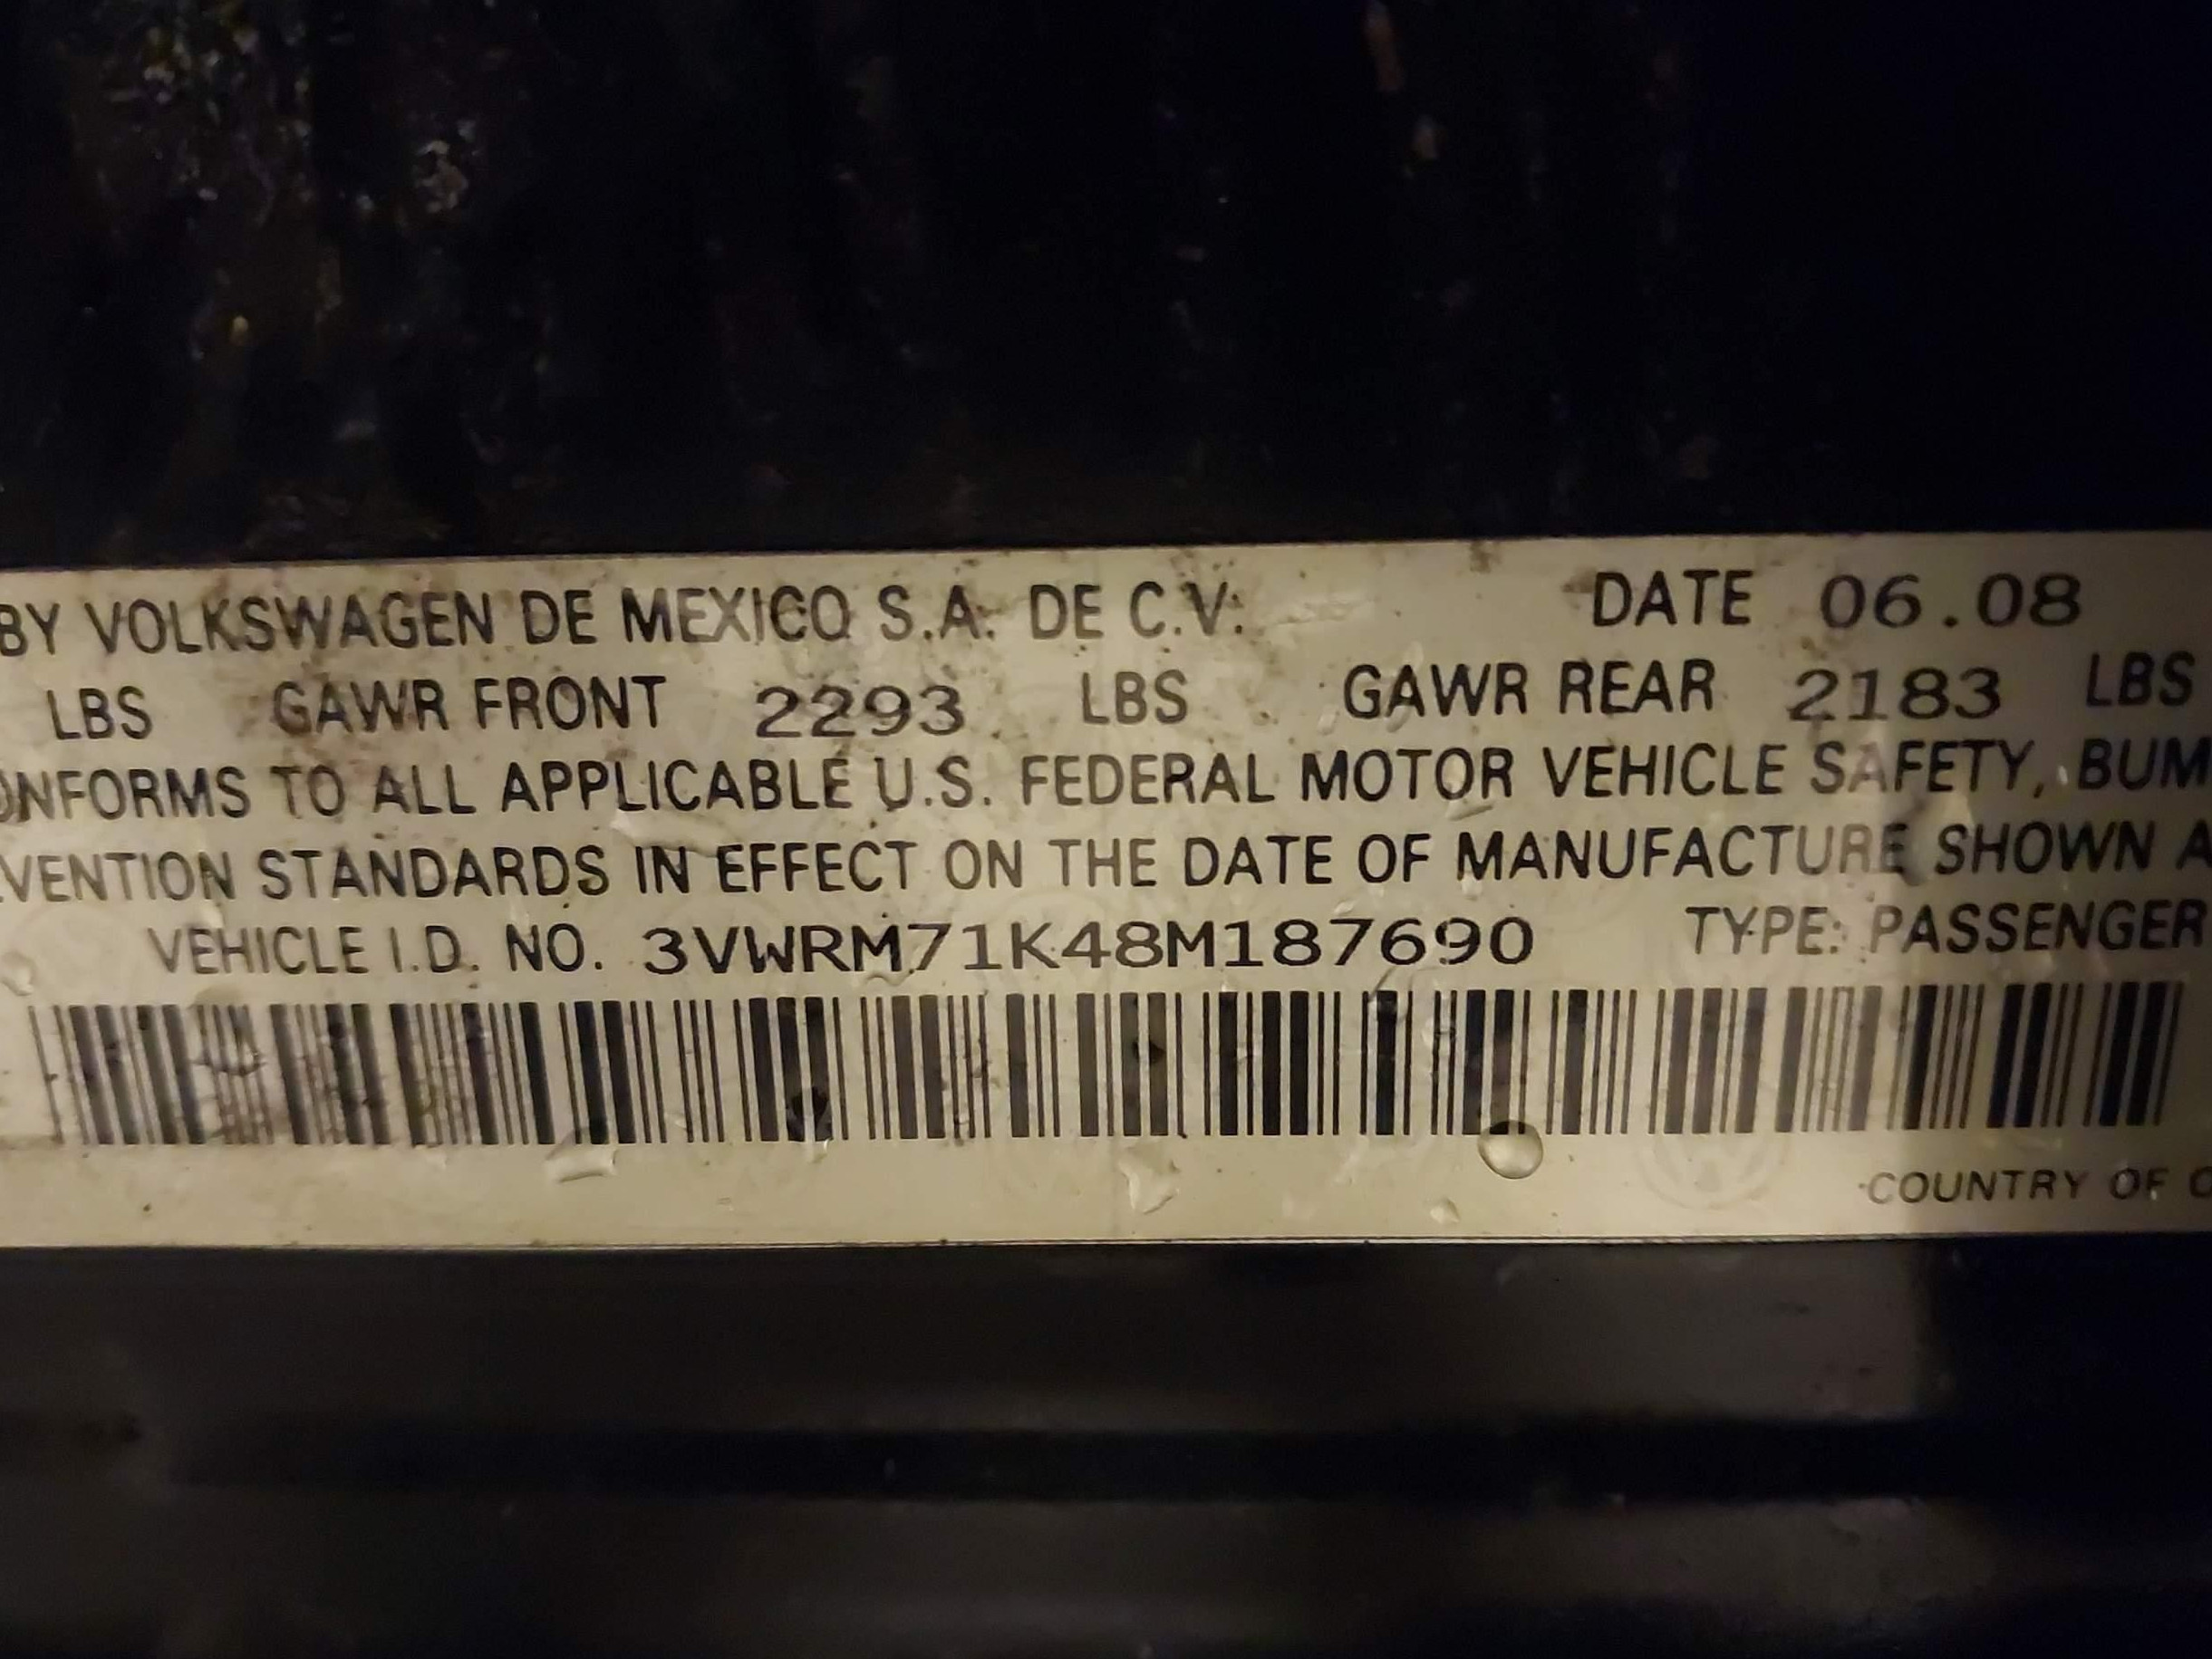 BY VOLKSWAGEN DE MEXICO S.A. DE C.V. DATE 06.08
LBS GAWR FRONT 2293 LBS GAWR REAR 2183 LBS
ONFORMS TO ALL APPLICABLE U.S. FEDERAL MOTOR VEHICLE SAFETY, BUM
VENTION STANDARDS IN EFFECT ON THE DATE OF MANUFACTURE SHOWN A
VEHICLE I.D. NO. 3VWRM71K48M187690 TYPE: PASSENGER
COUNTRY OF O